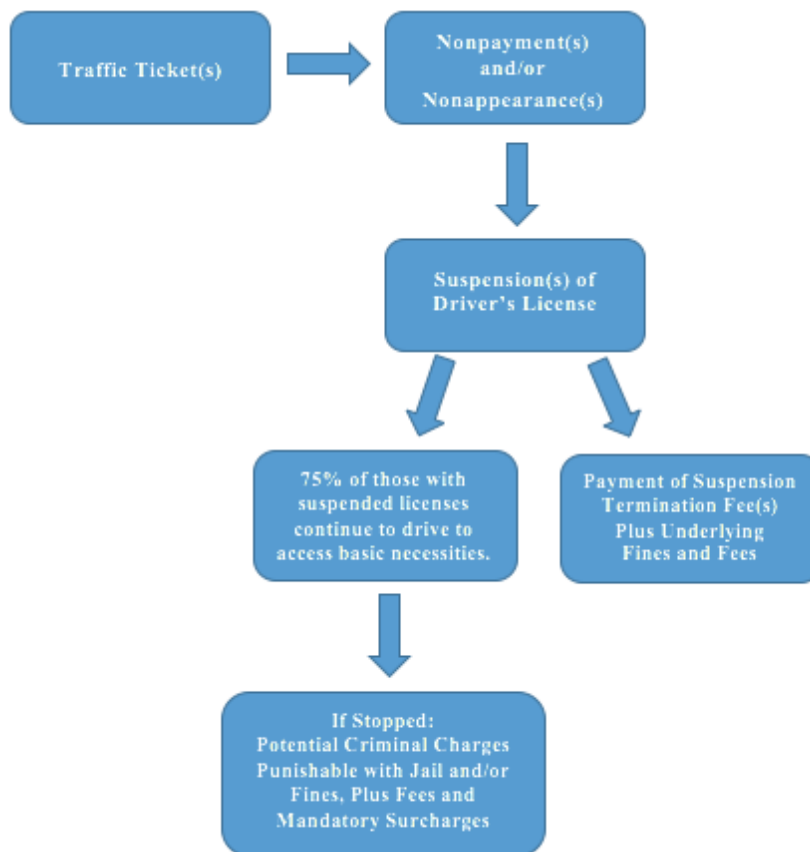 Traffic Ticket(s)
Nonpayment(s)
and/or
Nonappearance(s)
Suspension(s) of
Driver's License
75% of those with
suspended licenses
continue to drive to
access basic necessities.
Payment of Suspension
Termination Fee(s)
Plus Underlying
Fines and Fees
If Stopped:
Potential Criminal Charges
Punishable with Jail and/or
Fines, Plus Fees and
Mandatory Surcharges